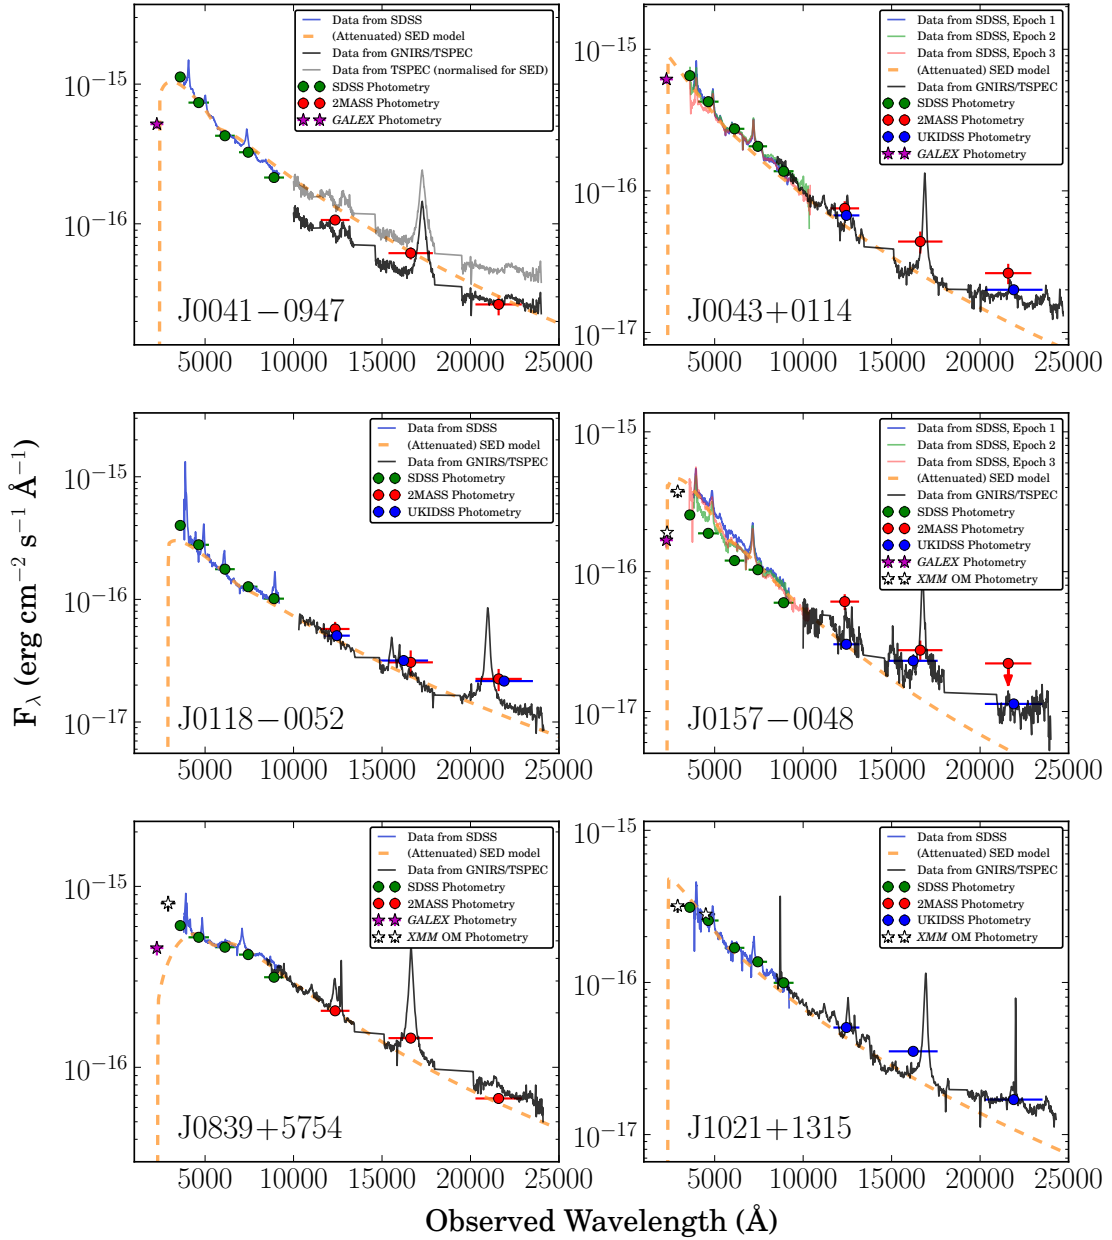 Data from SDSS
(Attenuated) SED model
Data from GNIRS/TSPEC
Data from TSPEC (normalised for SED)
SDSS Photometry
2MASS Photometry
GALEX Photometry
10⁻¹⁵
10⁻¹⁶
J0041−0947
5000 10000 15000 20000 25000
Data from SDSS, Epoch 1
Data from SDSS, Epoch 2
Data from SDSS, Epoch 3
(Attenuated) SED model
Data from GNIRS/TSPEC
SDSS Photometry
2MASS Photometry
UKIDSS Photometry
GALEX Photometry
10⁻¹⁵
10⁻¹⁶
10⁻¹⁷
J0043+0114
5000 10000 15000 20000 25000
F_λ (erg cm⁻² s⁻¹ Å⁻¹)
Data from SDSS
(Attenuated) SED model
Data from GNIRS/TSPEC
SDSS Photometry
2MASS Photometry
UKIDSS Photometry
10⁻¹⁵
10⁻¹⁶
10⁻¹⁷
J0118−0052
5000 10000 15000 20000 25000
Data from SDSS, Epoch 1
Data from SDSS, Epoch 2
Data from SDSS, Epoch 3
(Attenuated) SED model
Data from GNIRS/TSPEC
SDSS Photometry
2MASS Photometry
UKIDSS Photometry
GALEX Photometry
XMM OM Photometry
10⁻¹⁵
10⁻¹⁶
10⁻¹⁷
J0157−0048
5000 10000 15000 20000 25000
Data from SDSS
(Attenuated) SED model
Data from GNIRS/TSPEC
SDSS Photometry
2MASS Photometry
GALEX Photometry
XMM OM Photometry
10⁻¹⁵
10⁻¹⁶
J0839+5754
5000 10000 15000 20000 25000
Data from SDSS
(Attenuated) SED model
Data from GNIRS/TSPEC
SDSS Photometry
2MASS Photometry
UKIDSS Photometry
XMM OM Photometry
10⁻¹⁵
10⁻¹⁶
10⁻¹⁷
J1021+1315
5000 10000 15000 20000 25000
Observed Wavelength (Å)